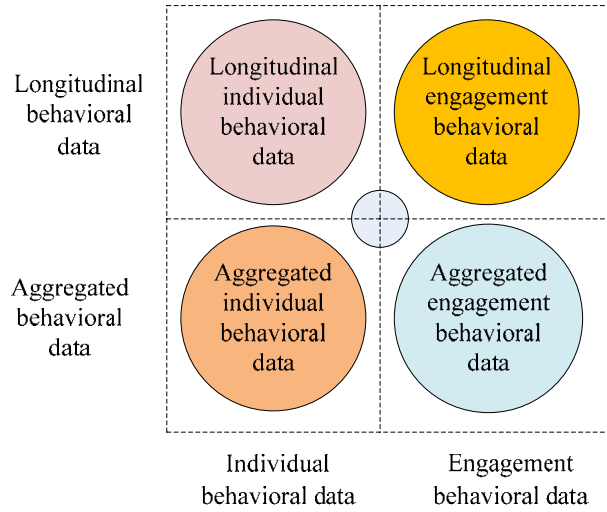 Longitudinal
behavioral
data
Longitudinal
individual
behavioral
data
Longitudinal
engagement
behavioral
data
Aggregated
behavioral
data
Aggregated
individual
behavioral
data
Aggregated
engagement
behavioral
data
Individual
behavioral data
Engagement
behavioral data